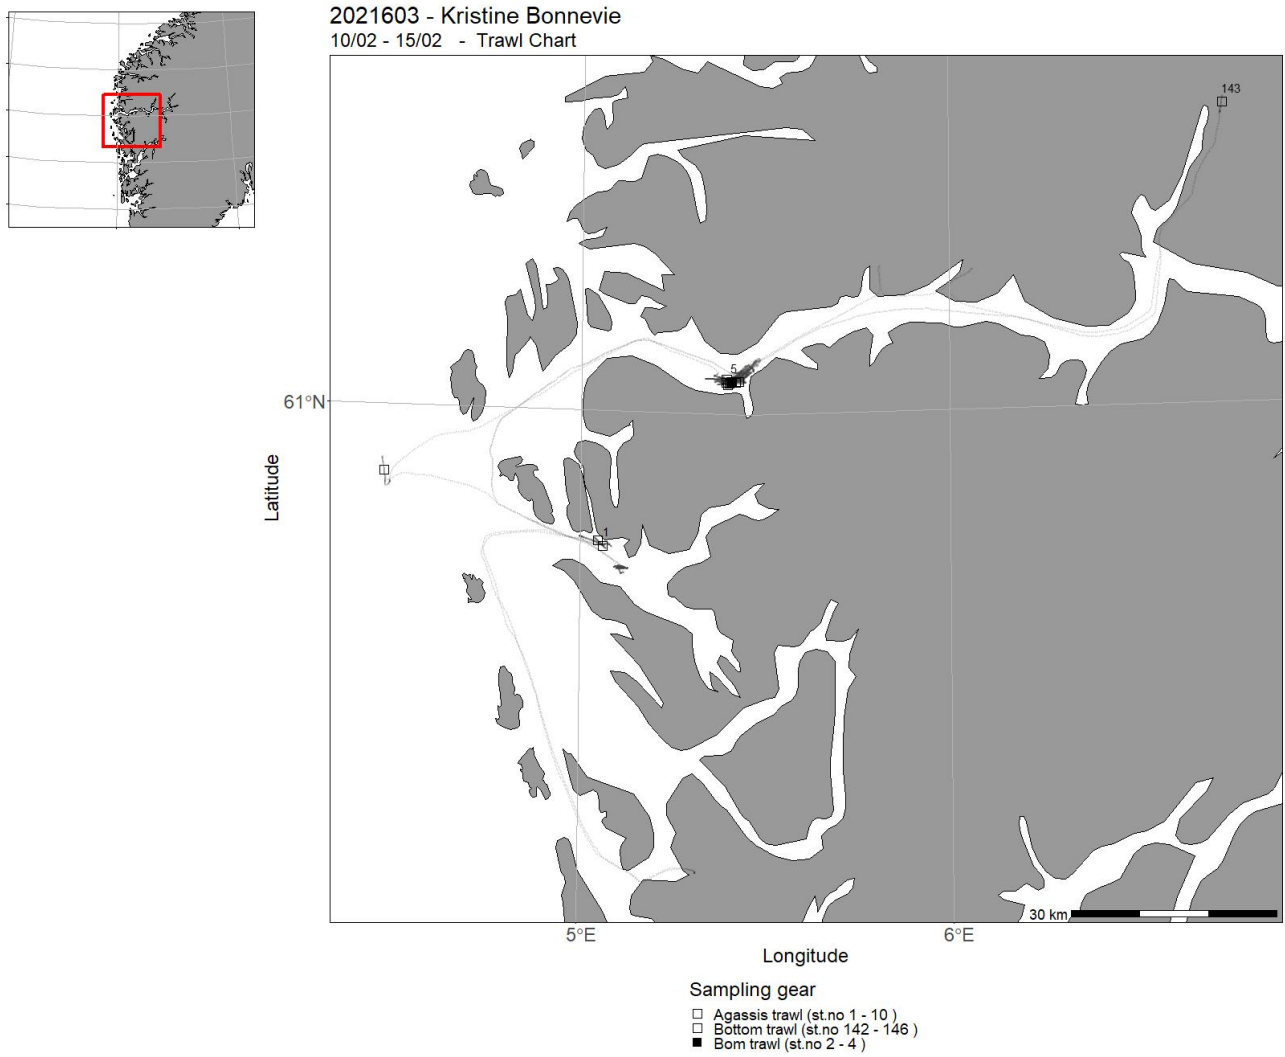 2021603 - Kristine Bonnevie
10/02 - 15/02 - Trawl Chart
143
5
61°N
1
Latitude
30 km
5°E
6°E
Longitude
Sampling gear
Agassis trawl (st.no 1 - 10 )
Bottom trawl (st.no 142 - 146 )
Bom trawl (st.no 2 - 4 )